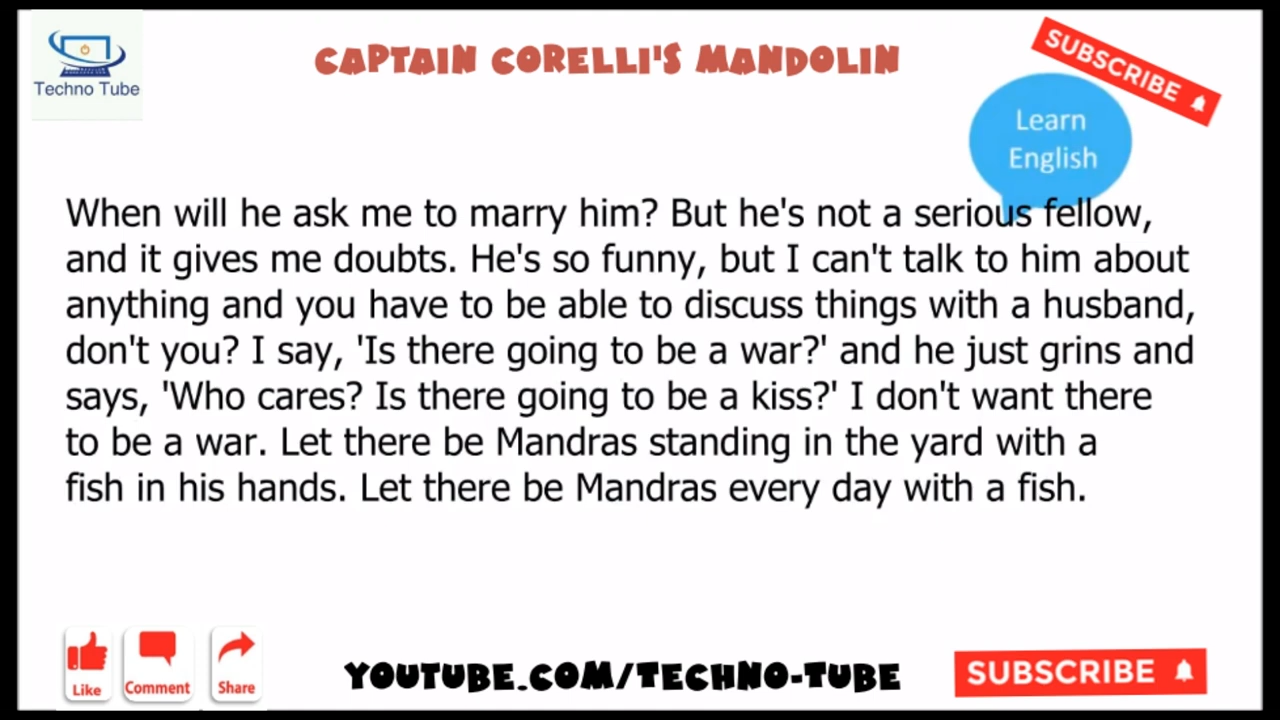 CAPTAIN CORELLI'S MANDOLIN
SUBSCRIBE
Techno Tube
Learn
English
When will he ask me to marry him? But he's not a serious fellow,
and it gives me doubts. He's so funny, but I can't talk to him about
anything and you have to be able to discuss things with a husband,
don't you? I say, 'Is there going to be a war?' and he just grins and
says, 'Who cares? Is there going to be a kiss?' I don't want there
to be a war. Let there be Mandras standing in the yard with a
fish in his hands. Let there be Mandras every day with a fish.
Like
Comment
Share
YOUTUBE.COM/TECHNO-TUBE
SUBSCRIBE